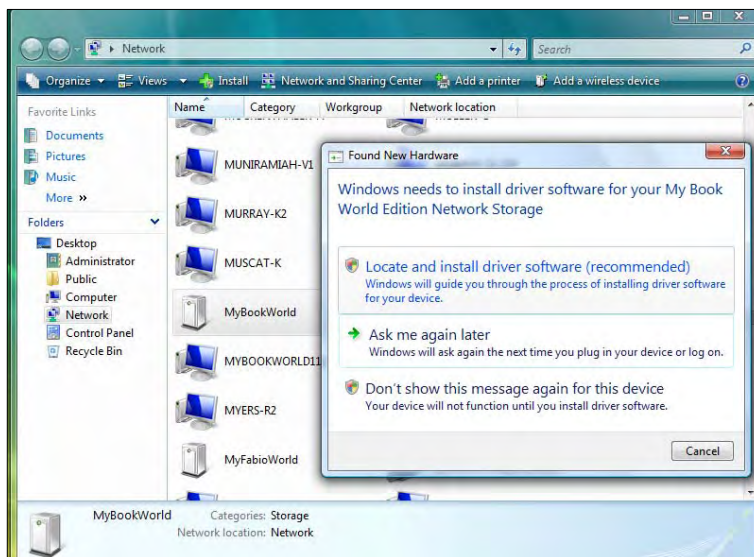 Network
Search
Organize
Views
Install
Network and Sharing Center
Add a printer
Add a wireless device
Favorite Links
Documents
Pictures
Music
More »
Folders
Desktop
Administrator
Public
Computer
Network
Control Panel
Recycle Bin
Name Category Workgroup Network location
MUNIRAMIAH-V1
MURRAY-K2
MUSCAT-K
MyBookWorld
MYBOOKWORLD11
MYERS-R2
MyFabioWorld
Found New Hardware
Windows needs to install driver software for your My Book
World Edition Network Storage
Locate and install driver software (recommended)
Windows will guide you through the process of installing driver software
for your device.
Ask me again later
Windows will ask again the next time you plug in your device or log on.
Don't show this message again for this device
Your device will not function until you install driver software.
Cancel
MyBookWorld Categories: Storage
Network location: Network